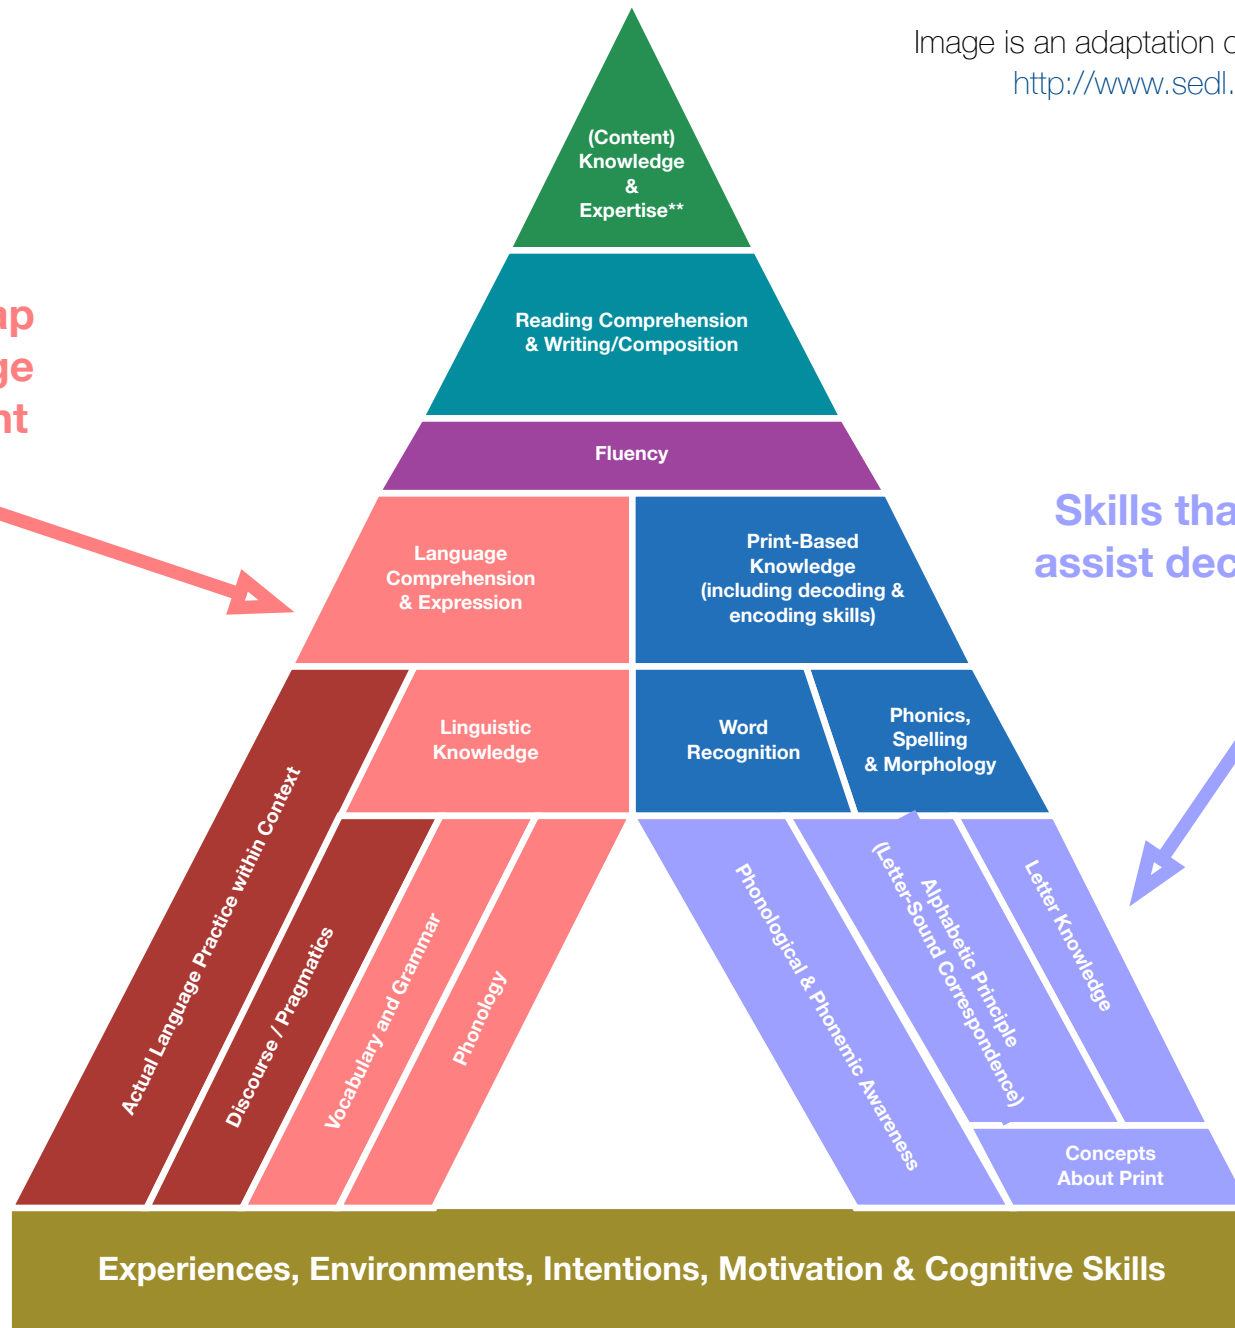 Image is an adaptation
http://www.sedl.
(Content)
Knowledge
&
Expertise**
Reading Comprehension
& Writing/Composition
Fluency
Language
Comprehension
& Expression
Print-Based
Knowledge
(including decoding &
encoding skills)
Skills
assist
Linguistic
Knowledge
Word
Recognition
Phonics,
Spelling
& Morphology
Actual Language Practice within Context
Discourse / Pragmatics
Vocabulary and Grammar
Phonology
Phonological & Phonemic Awareness
Alphabetic Principle
(Letter-Sound Correspondence)
Letter Knowledge
Concepts
About Print
Experiences, Environments, Intentions, Motivation & Cognitive Skills